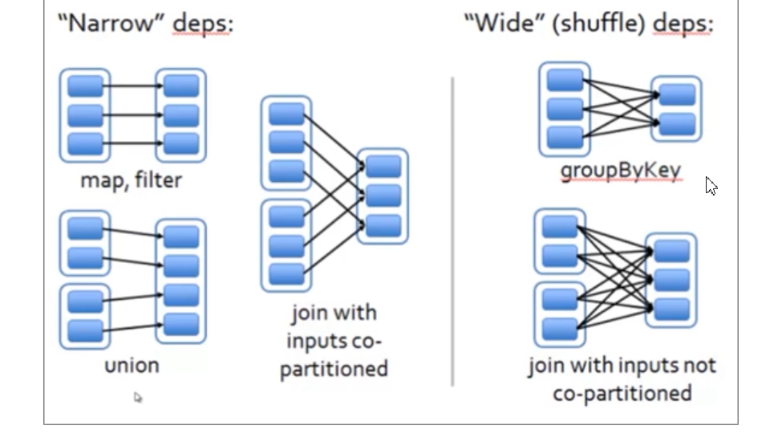 “Narrow” deps:
map, filter
union
join with
inputs co-
partitioned
“Wide” (shuffle) deps:
groupByKey
join with inputs not
co-partitioned